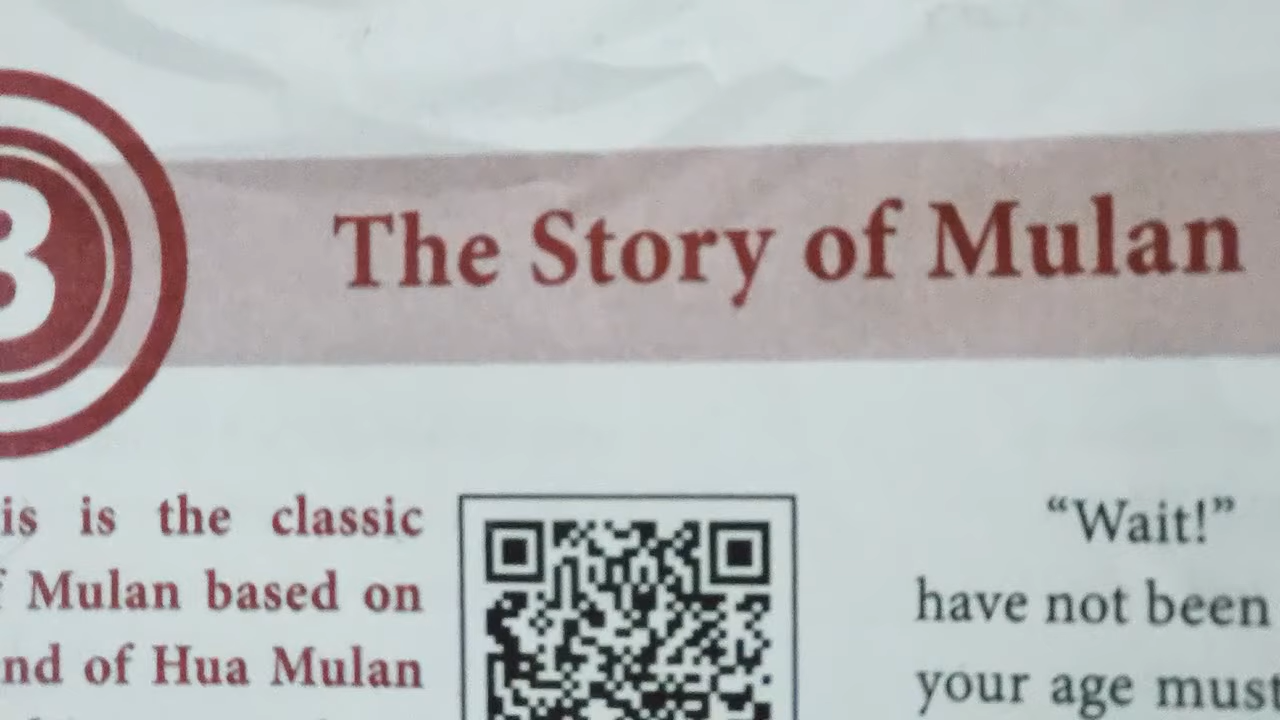 3
The Story of Mulan
is is the classic
Mulan based on
nd of Hua Mulan
“Wait!”
have not been
your age must